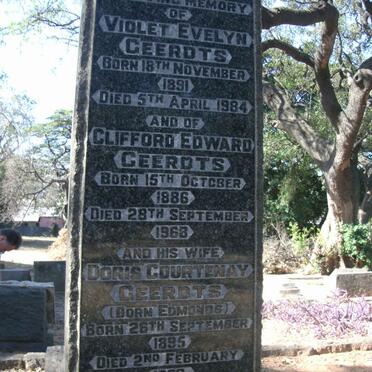 MEMORY
OF
VIOLET EVELYN
GEERDTS
BORN 18TH NOVEMBER
1891
DIED 5TH APRIL 1984
AND OF
CLIFFORD EDWARD
GEERDTS
BORN 15TH OCTOBER
1886
DIED 28TH SEPTEMBER
1968
AND HIS WIFE
DORIS COURTENAY
GEERDTS
(BORN EDMONDS)
BORN 26TH SEPTEMBER
1895
DIED 2ND FEBRUARY